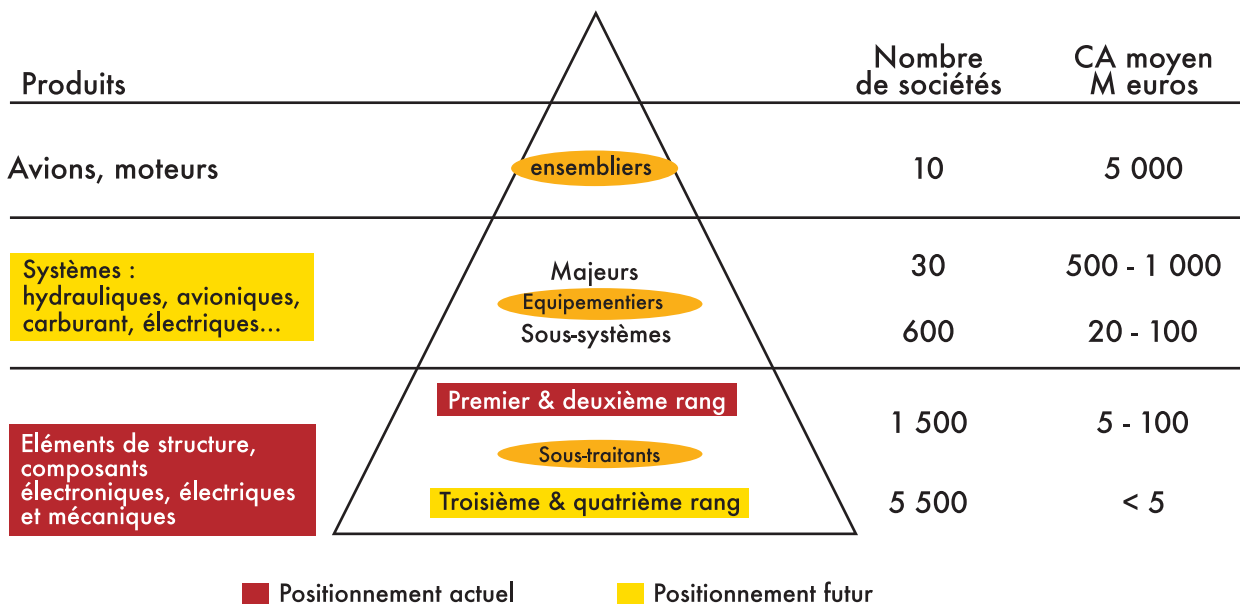 Produits
Nombre
de sociétés
CA moyen
M euros
Avions, moteurs
ensembliers
10
5 000
Systèmes :
hydrauliques, avioniques,
carburant, électriques...
Majeurs
Equipementiers
Sous-systèmes
30
500 - 1 000
600
20 - 100
Eléments de structure,
composants
électroniques, électriques
et mécaniques
Premier & deuxième rang
Sous-traitants
Troisième & quatrième rang
1 500
5 - 100
5 500
< 5
Positionnement actuel
Positionnement futur